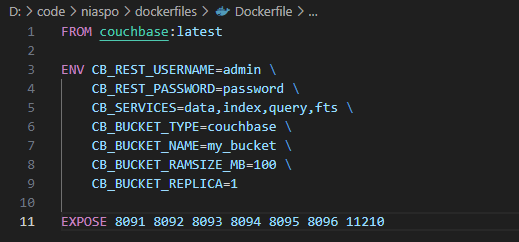 D: > code > niaspo > dockerfiles > Dockerfile > ...
1 FROM couchbase:latest
2
3 ENV CB_REST_USERNAME=admin \
4 CB_REST_PASSWORD=password \
5 CB_SERVICES=data,index,query,fts \
6 CB_BUCKET_TYPE=couchbase \
7 CB_BUCKET_NAME=my_bucket \
8 CB_BUCKET_RAMSIZE_MB=100 \
9 CB_BUCKET_REPLICA=1
10
11 EXPOSE 8091 8092 8093 8094 8095 8096 11210